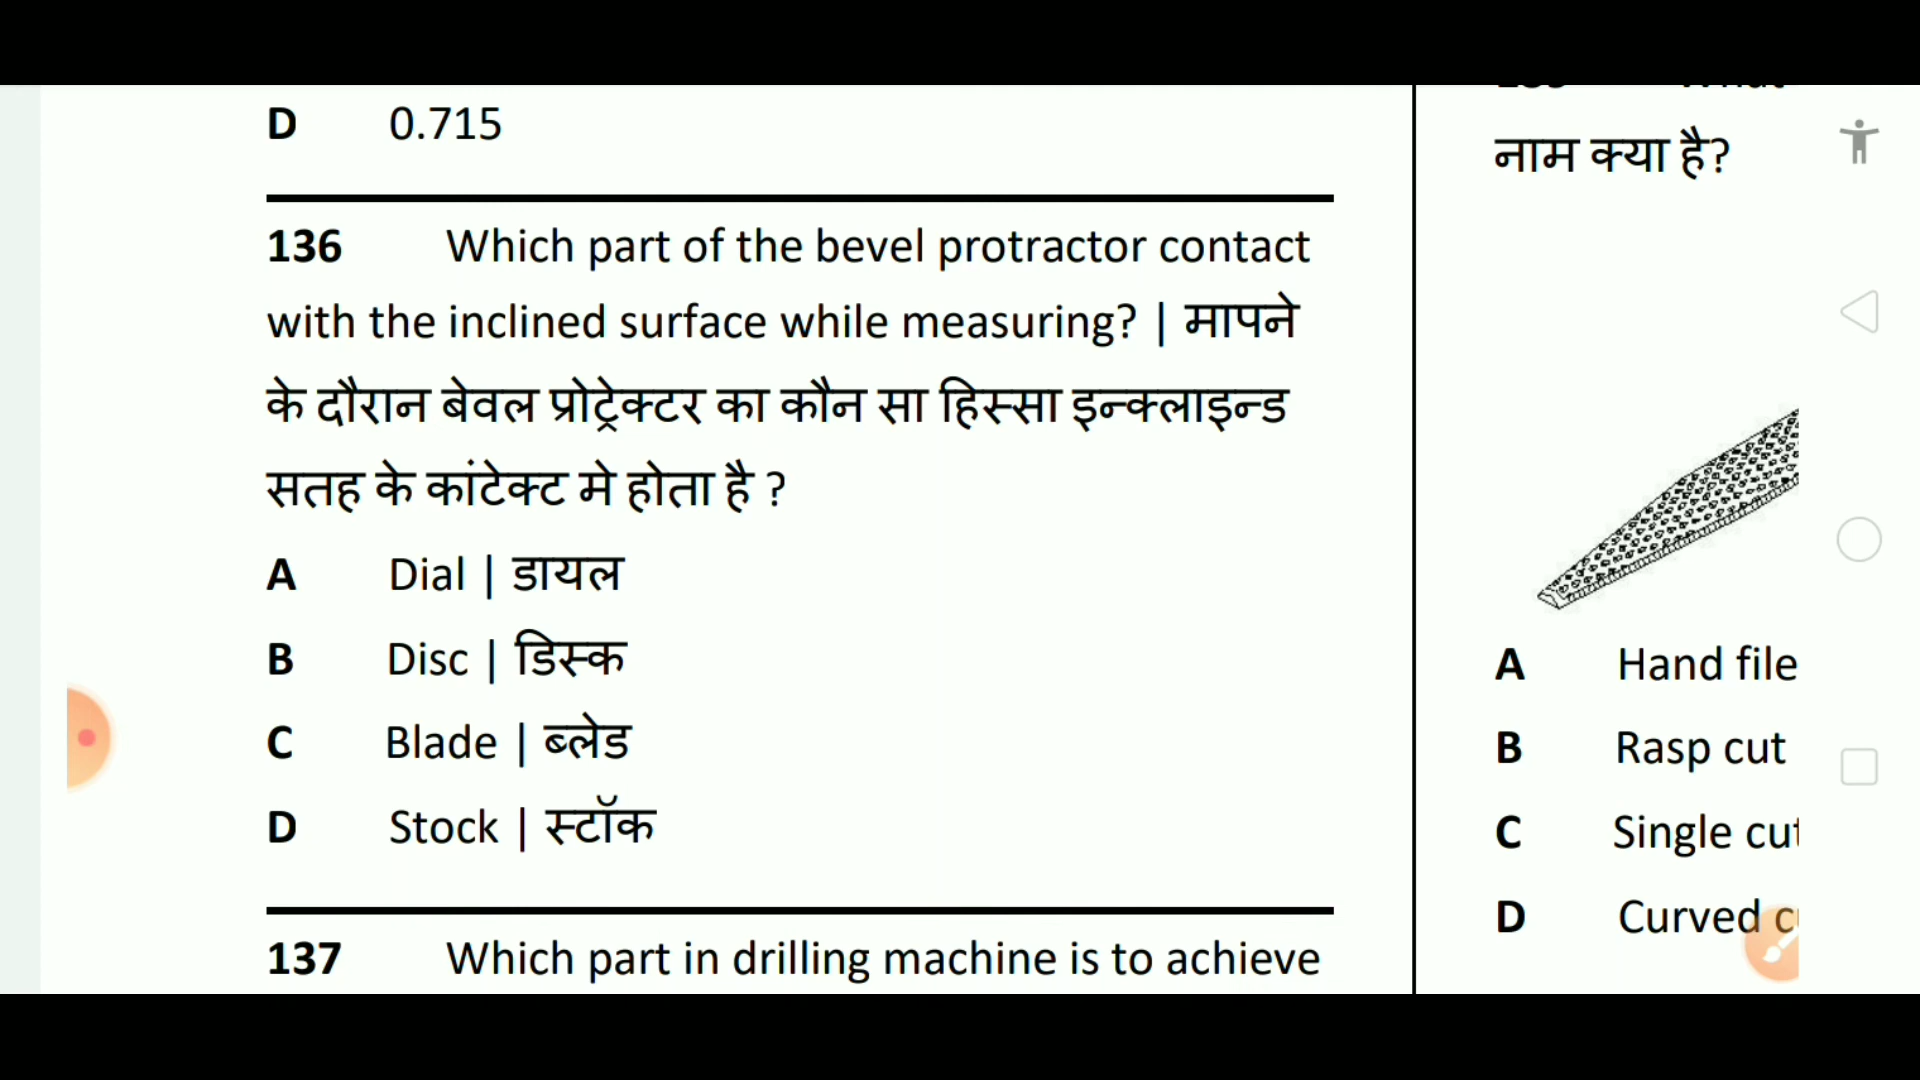 D 0.715
136 Which part of the bevel protractor contact
with the inclined surface while measuring? | मापने
के दौरान बेवल प्रोट्रेक्टर का कौन सा हिस्सा इन्क्लाइन्ड
सतह के कांटेक्ट मे होता है ?
A Dial | डायल
B Disc | डिस्क
C Blade | ब्लेड
D Stock | स्टॉक
137 Which part in drilling machine is to achieve
नाम क्या है?
A Hand file
B Rasp cut
C Single cut
D Curved